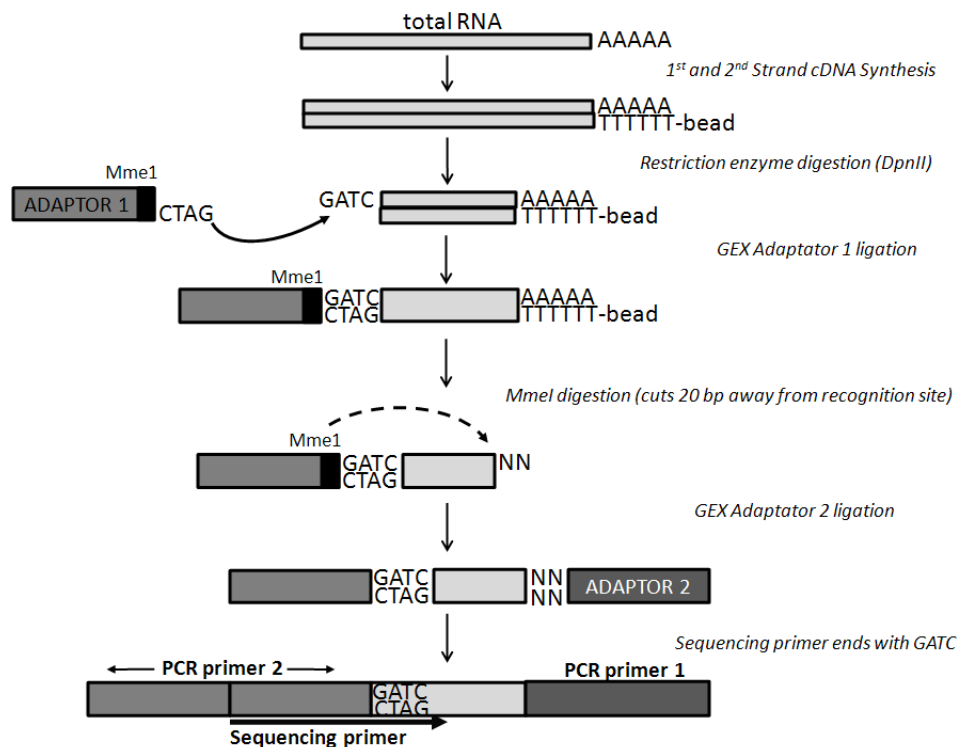 total RNA
AAAAA
1st and 2nd Strand cDNA Synthesis
AAAAA
TTTTTT-bead
Restriction enzyme digestion (DpnII)
Mme1
ADAPTOR 1
CTAG
GATC
AAAAA
TTTTTT-bead
GEX Adaptator 1 ligation
Mme1
GATC
CTAG
AAAAA
TTTTTT-bead
MmeI digestion (cuts 20 bp away from recognition site)
Mme1
GATC
CTAG
NN
GEX Adaptator 2 ligation
GATC
CTAG
NN
NN
ADAPTOR 2
Sequencing primer ends with GATC
PCR primer 2
PCR primer 1
GATC
CTAG
Sequencing primer